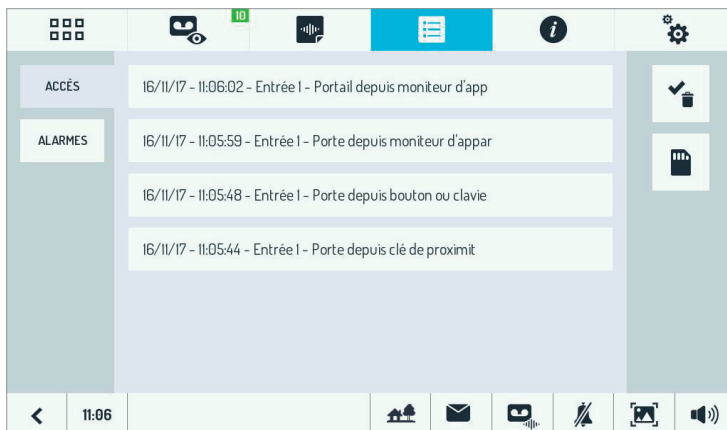 10
ACCÈS
ALARMES
16/11/17 - 11:06:02 - Entrée 1 - Portail depuis moniteur d'app
16/11/17 - 11:05:59 - Entrée 1 - Porte depuis moniteur d'appar
16/11/17 - 11:05:48 - Entrée 1 - Porte depuis bouton ou clavie
16/11/17 - 11:05:44 - Entrée 1 - Porte depuis clé de proximit
11:06